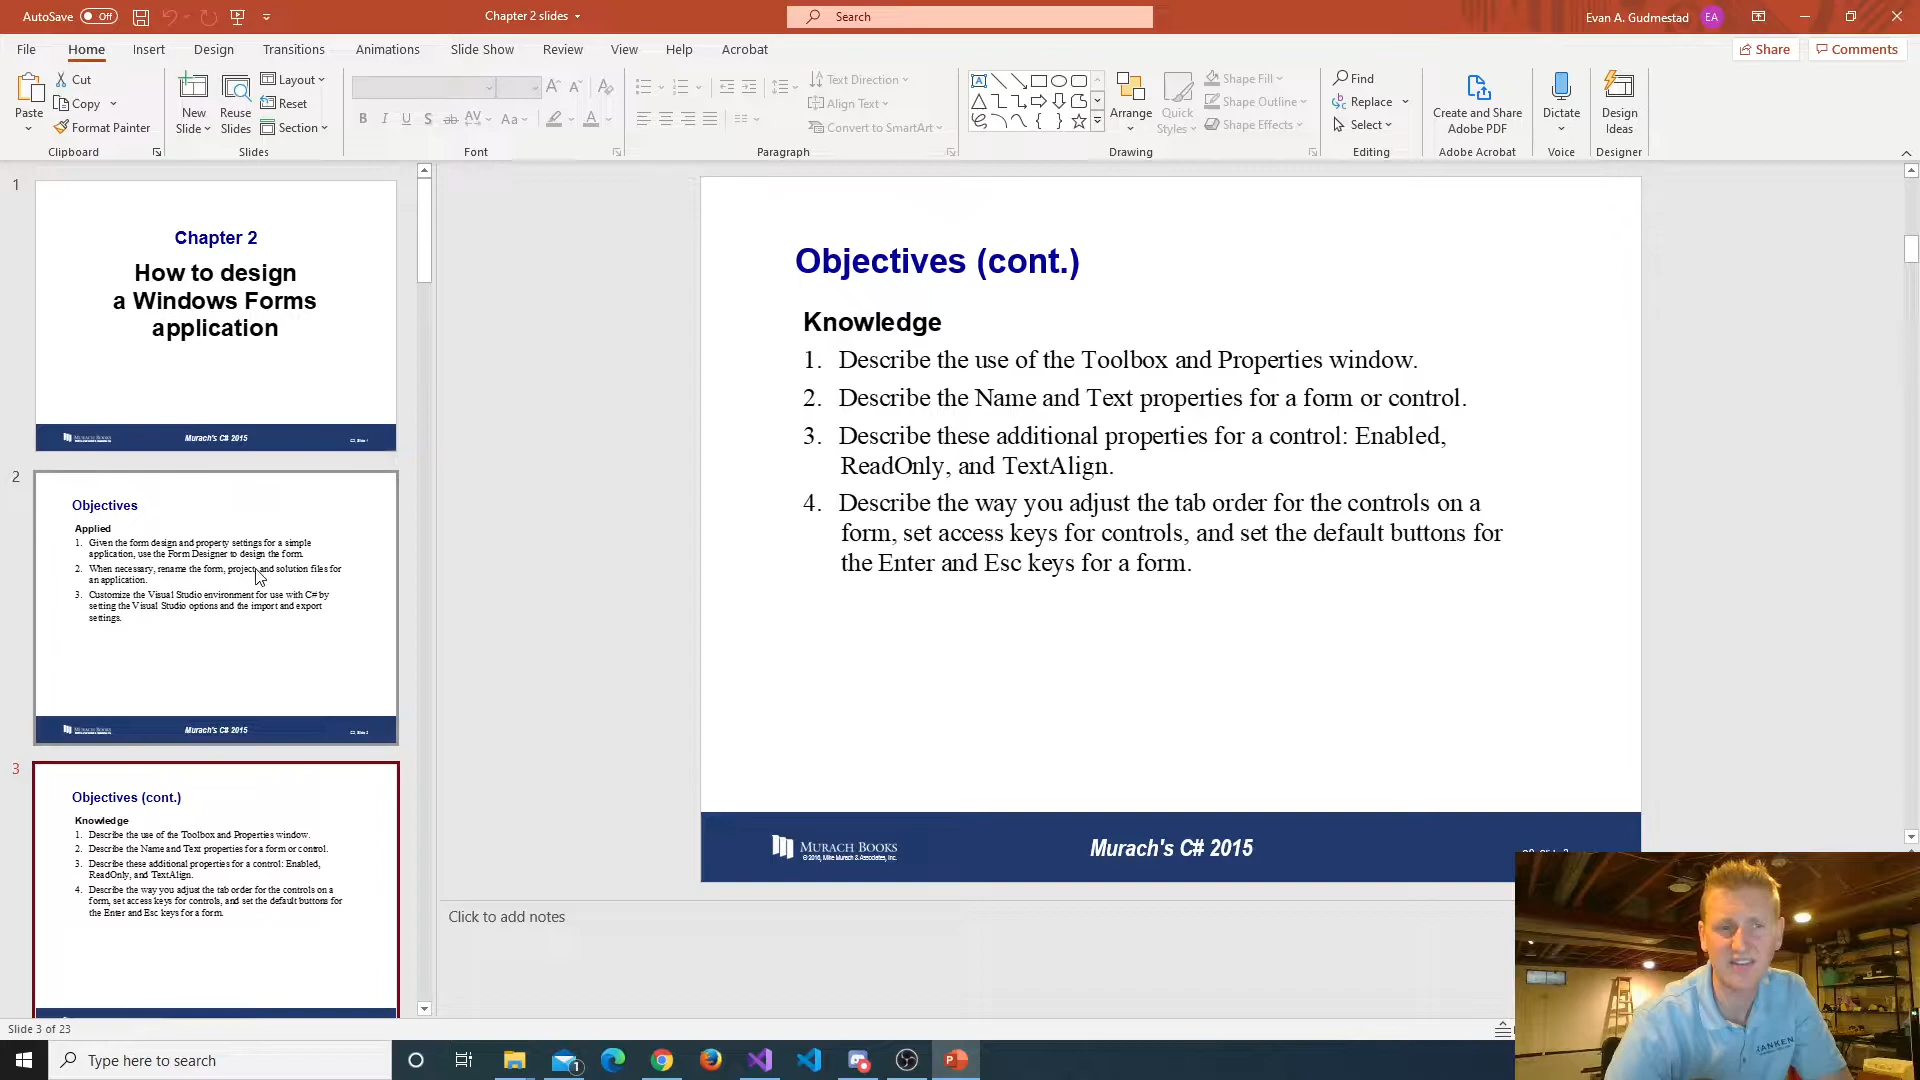 AutoSave Off
Chapter 2 slides
Search
Evan A. Gudmestad EA
File Home Insert Design Transitions Animations Slide Show Review View Help Acrobat
Share Comments
Paste
Cut
Copy
Format Painter
Clipboard
New
Slide
Reuse
Slides
Layout
Reset
Section
Slides
Font
Text Direction
Align Text
Convert to SmartArt
Paragraph
Arrange
Quick
Styles
Shape Fill
Shape Outline
Shape Effects
Drawing
Find
Replace
Select
Editing
Create and Share
Adobe PDF
Adobe Acrobat
Dictate
Voice
Design
Ideas
Designer
1
Chapter 2
How to design
a Windows Forms
application
Murach's C# 2015
2
Objectives
Applied
1. Given the form design and property settings for a simple
application, use the Form Designer to design the form.
2. When necessary, rename the form, project, and solution files for
an application.
3. Customize the Visual Studio environment for use with C# by
setting the Visual Studio options and the import and export
settings.
Murach's C# 2015
3
Objectives (cont.)
Knowledge
1. Describe the use of the Toolbox and Properties window.
2. Describe the Name and Text properties for a form or control.
3. Describe these additional properties for a control: Enabled,
ReadOnly, and TextAlign.
4. Describe the way you adjust the tab order for the controls on a
form, set access keys for controls, and set the default buttons for
the Enter and Esc keys for a form.
Objectives (cont.)
Knowledge
1. Describe the use of the Toolbox and Properties window.
2. Describe the Name and Text properties for a form or control.
3. Describe these additional properties for a control: Enabled,
ReadOnly, and TextAlign.
4. Describe the way you adjust the tab order for the controls on a
form, set access keys for controls, and set the default buttons for
the Enter and Esc keys for a form.
MURACH BOOKS
© 2016, Mike Murach & Associates, Inc.
Murach's C# 2015
Click to add notes
RANKEN
Slide 3 of 23
Type here to search
1